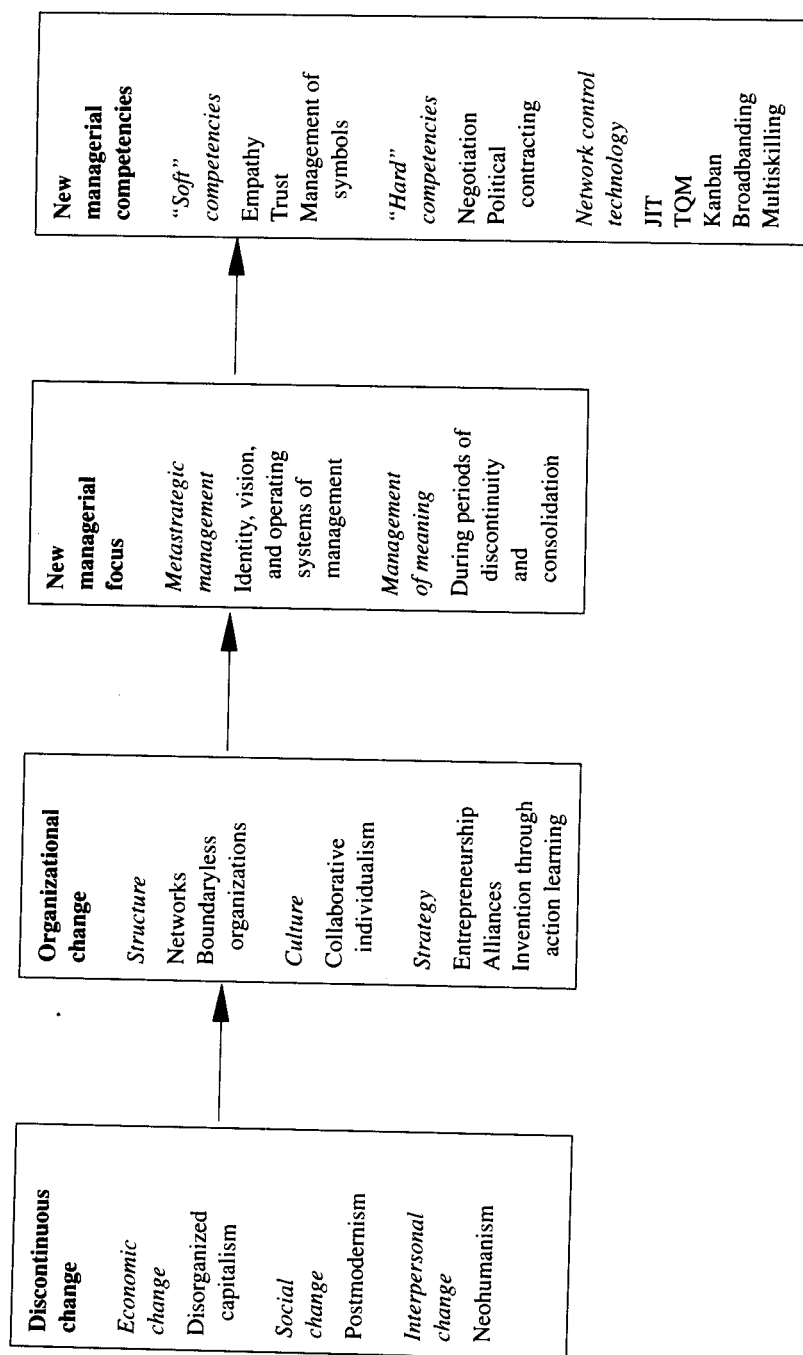 Discontinuous
change
Economic
change
Disorganized
capitalism
Social
change
Postmodernism
Interpersonal
change
Neohumanism
Organizational
change
Structure
Networks
Boundaryless
organizations
Culture
Collaborative
individualism
Strategy
Entrepreneurship
Alliances
Invention through
action learning
New
managerial
focus
Metastrategic
management
Identity, vision,
and operating
systems of
management
Management
of meaning
During periods of
discontinuity
and
consolidation
New
managerial
competencies
"Soft"
competencies
Empathy
Trust
Management of
symbols
"Hard"
competencies
Negotiation
Political
contracting
Network control
technology
JIT
TQM
Kanban
Broadbanding
Multiskilling